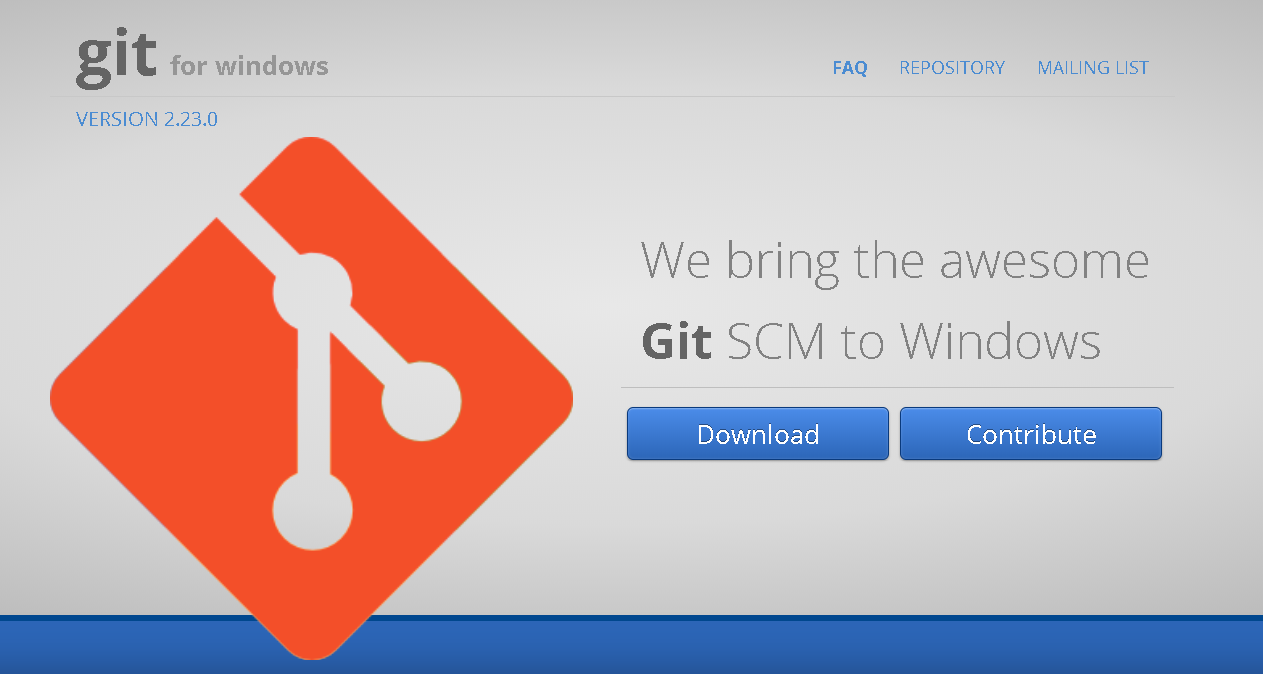 git for windows
FAQ REPOSITORY MAILING LIST
VERSION 2.23.0
We bring the awesome
Git SCM to Windows
Download Contribute